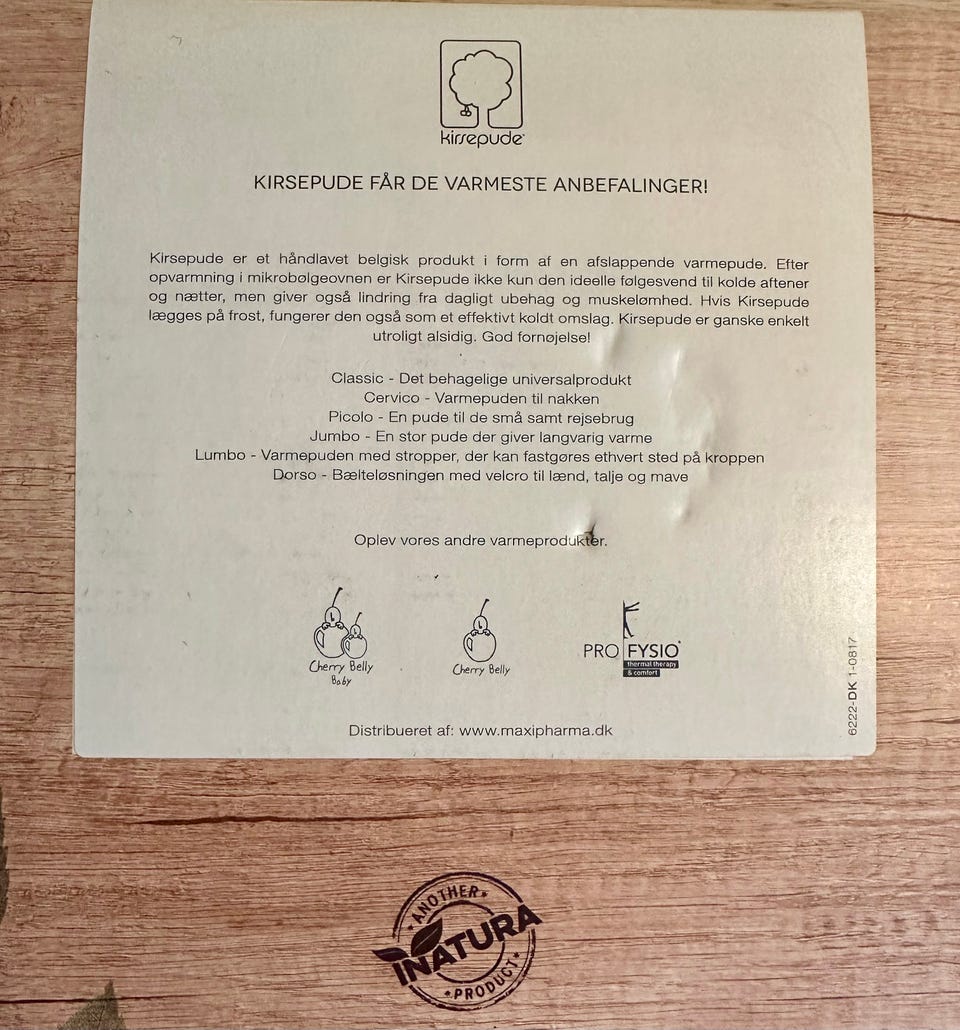 kirsepude
KIRSEPUDE FÅR DE VARMESTE ANBEFALINGER!
Kirsepude er et håndlavet belgisk produkt i form af en afslappende varmepude. Efter
opvarmning i mikrobølgeovnen er Kirsepude ikke kun den ideelle følgesvend til kolde aftener
og nætter, men giver også lindring fra dagligt ubehag og muskelømhed. Hvis Kirsepude
lægges på frost, fungerer den også som et effektivt koldt omslag. Kirsepude er ganske enkelt
utroligt alsidig. God fornøjelse!
Classic - Det behagelige universalprodukt
Cervico - Varmepuden til nakken
Picolo - En pude til de små samt rejsebrug
Jumbo - En stor pude der giver langvarig varme
Lumbo - Varmepuden med stropper, der kan fastgøres ethvert sted på kroppen
Dorso - Bælteløsningen med velcro til lænd, talje og mave
Oplev vores andre varmeprodukter.
Cherry Belly
Baby
Cherry Belly
PRO FYSIO®
thermal therapy
& comfort
Distribueret af: www.maxipharma.dk
6222-DK 1-0817
ANOTHER
INATURA
PRODUCT